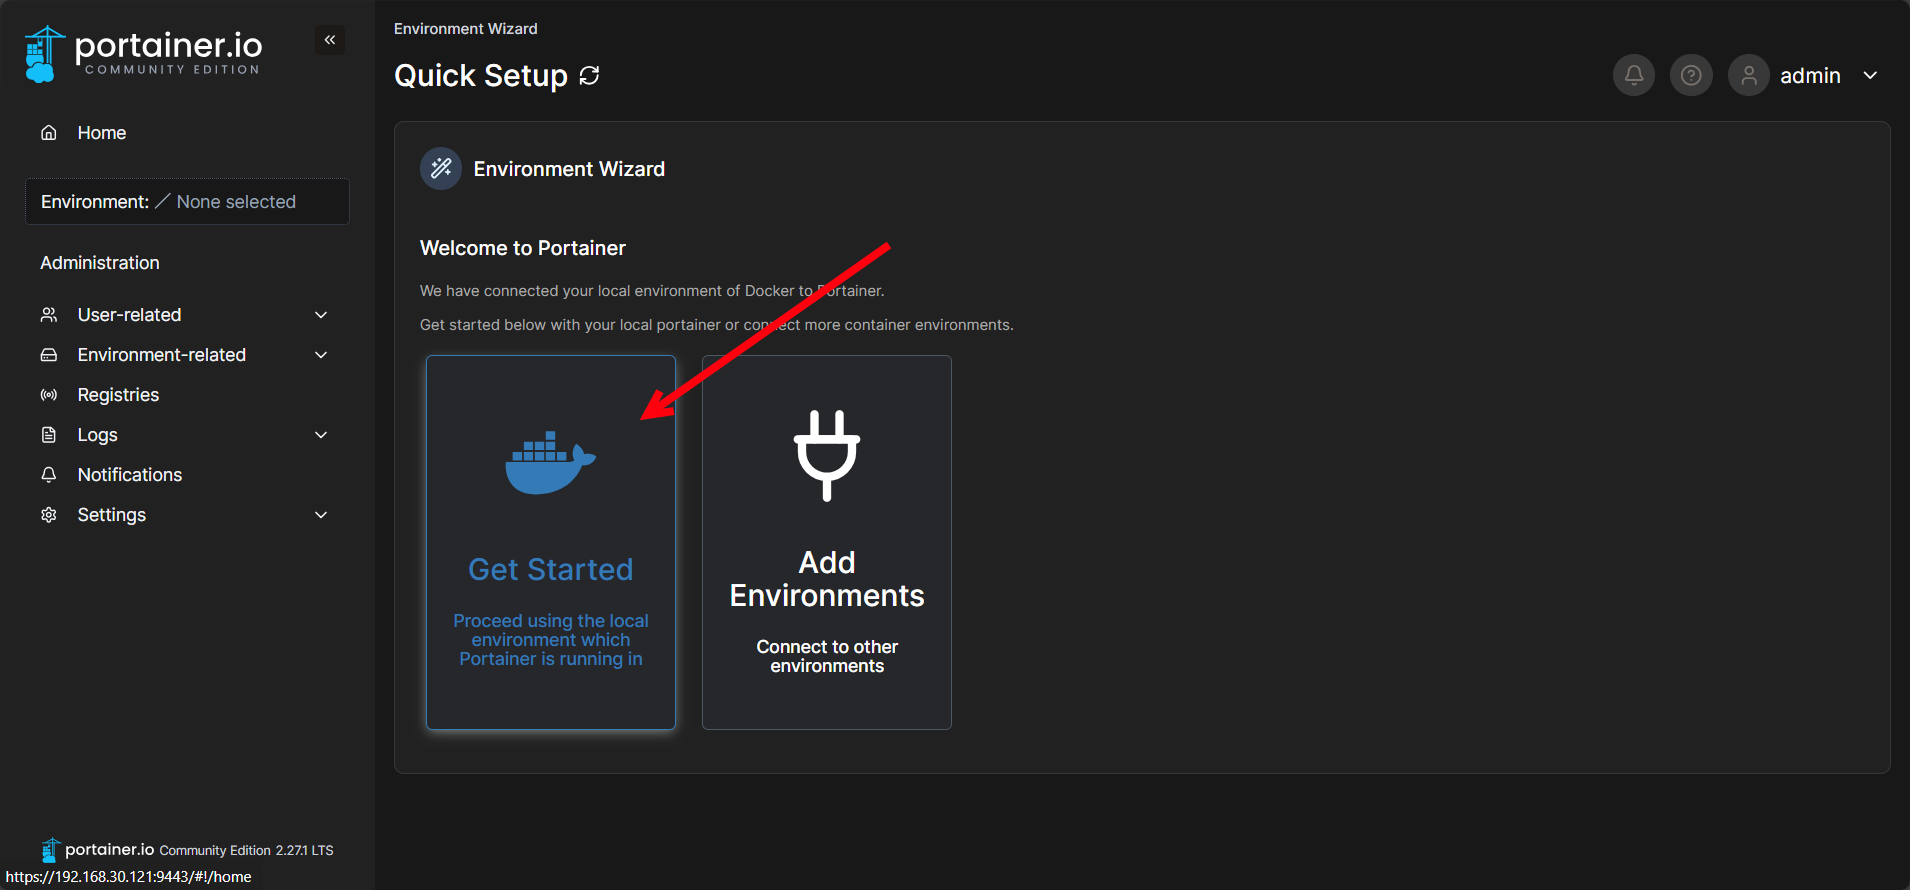 portainer.io
COMMUNITY EDITION
Home
Environment: None selected
Administration
User-related
Environment-related
Registries
Logs
Notifications
Settings
portainer.io Community Edition 2.27.1 LTS
https://192.168.30.121:9443/#!/home
Environment Wizard
Quick Setup
admin
Environment Wizard
Welcome to Portainer
We have connected your local environment of Docker to Portainer.
Get started below with your local portainer or connect more container environments.
Get Started
Proceed using the local
environment which
Portainer is running in
Add
Environments
Connect to other
environments